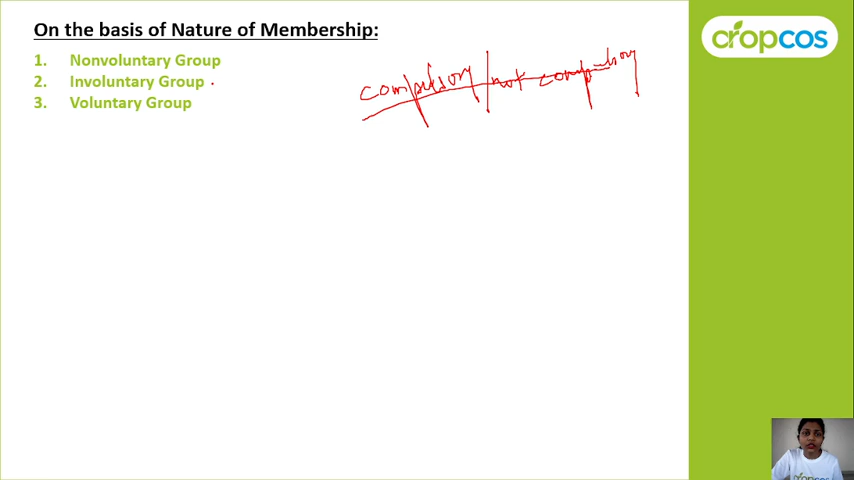 On the basis of Nature of Membership:
1. Nonvoluntary Group
2. Involuntary Group
3. Voluntary Group
compulsory not compulsory
cropcos
cropcos